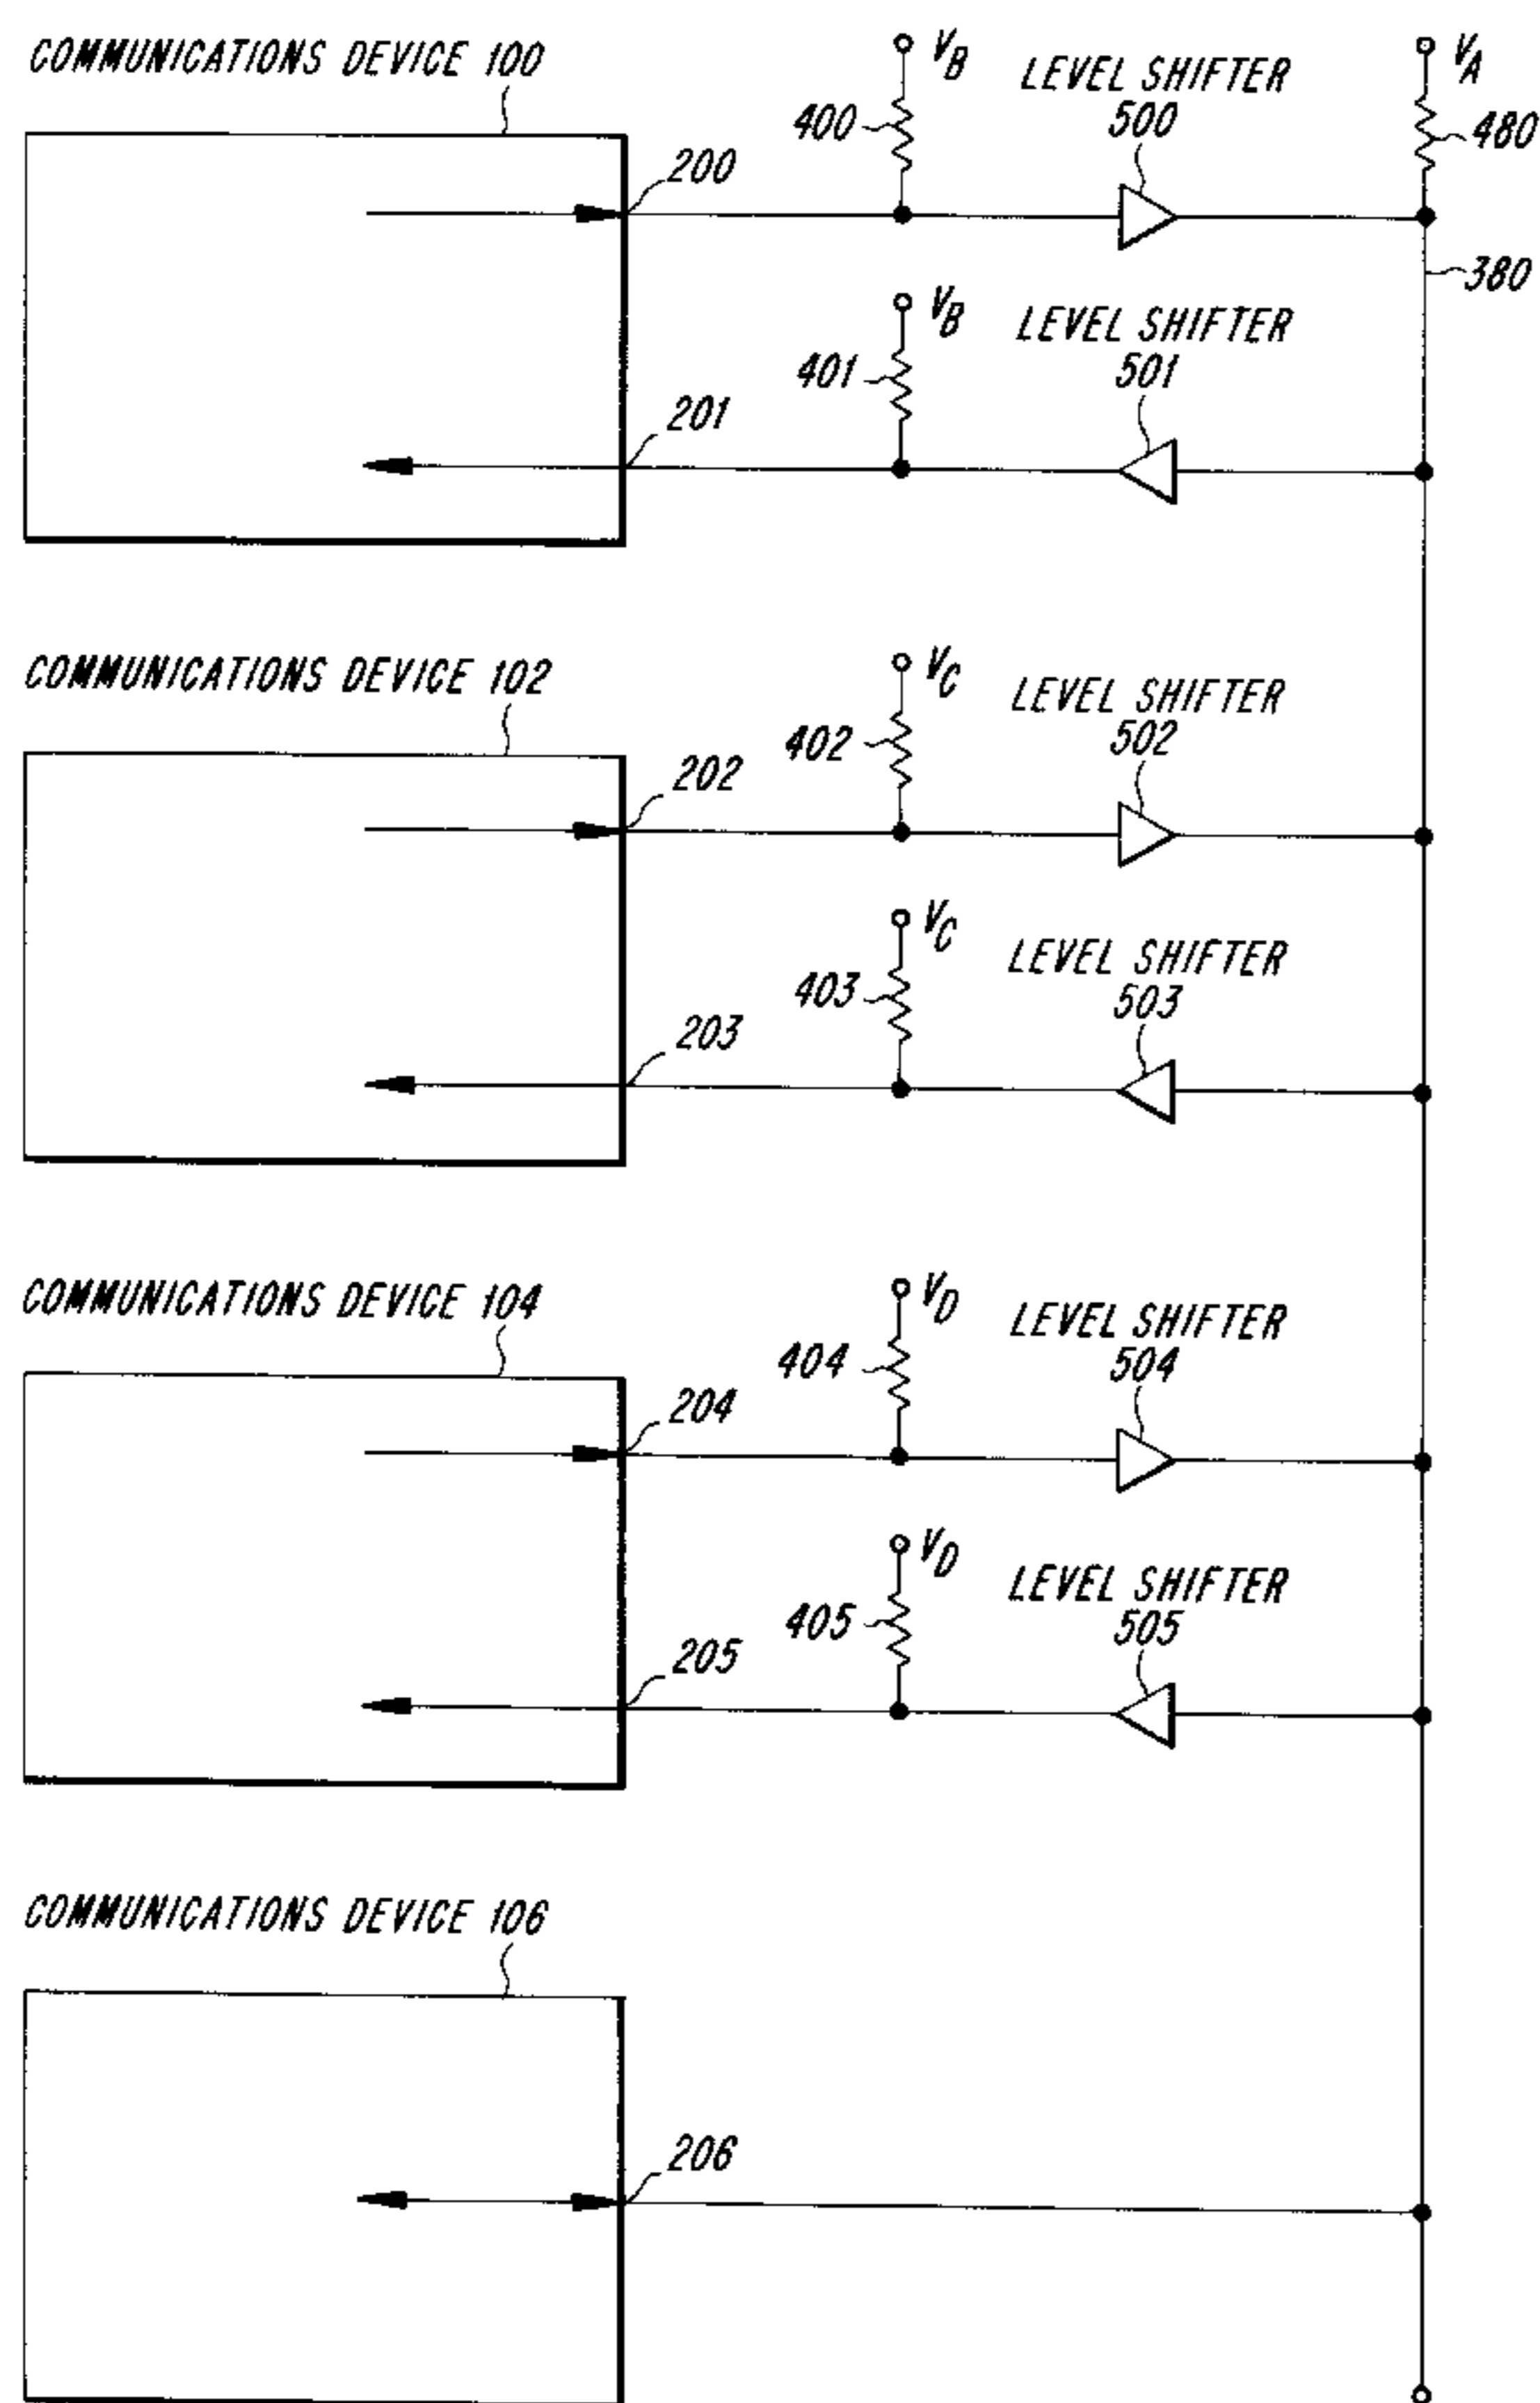 COMMUNICATIONS DEVICE 100
V_B
LEVEL SHIFTER
500
V_A
400
480
200
380
V_B
LEVEL SHIFTER
501
401
201
COMMUNICATIONS DEVICE 102
V_C
LEVEL SHIFTER
502
402
202
V_C
LEVEL SHIFTER
503
403
203
COMMUNICATIONS DEVICE 104
V_D
LEVEL SHIFTER
504
404
204
V_D
LEVEL SHIFTER
505
405
205
COMMUNICATIONS DEVICE 106
206